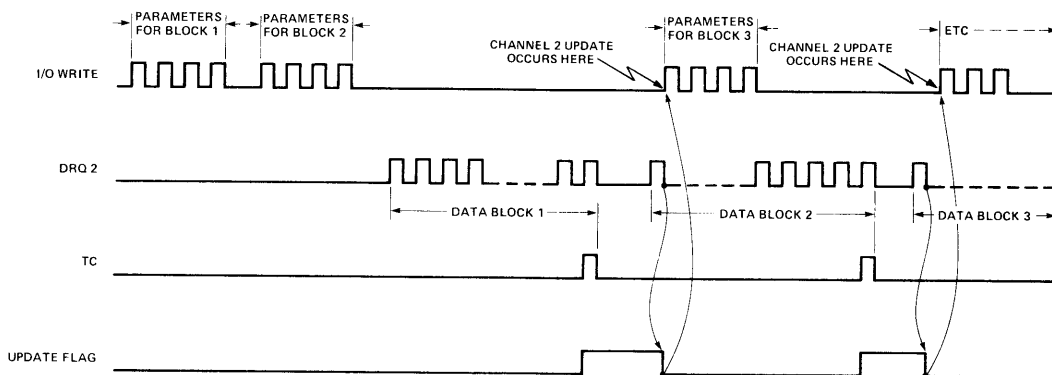 PARAMETERS
FOR BLOCK 1
PARAMETERS
FOR BLOCK 2
PARAMETERS
FOR BLOCK 3
ETC
CHANNEL 2 UPDATE
OCCURS HERE
CHANNEL 2 UPDATE
OCCURS HERE
I/O WRITE
DRQ 2
DATA BLOCK 1
DATA BLOCK 2
DATA BLOCK 3
TC
UPDATE FLAG